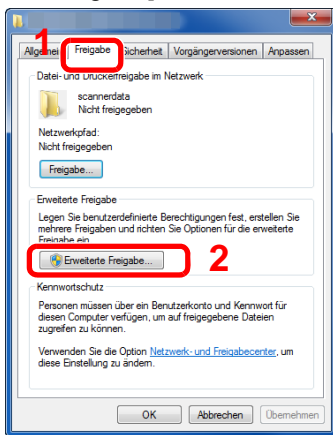 1
Allgemein Freigabe Sicherheit Vorgängerversionen Anpassen
Datei- und Druckerfreigabe im Netzwerk
scannerdata
Nicht freigegeben
Netzwerkpfad:
Nicht freigegeben
Freigabe...
Erweiterte Freigabe
Legen Sie benutzerdefinierte Berechtigungen fest, erstellen Sie
mehrere Freigaben und richten Sie Optionen für die erweiterte
Freigabe ein.
Erweiterte Freigabe...
2
Kennwortschutz
Personen müssen über ein Benutzerkonto und Kennwort für
diesen Computer verfügen, um auf freigegebene Dateien
zugreifen zu können.
Verwenden Sie die Option Netzwerk- und Freigabecenter, um
diese Einstellung zu ändern.
OK Abbrechen Übernehmen